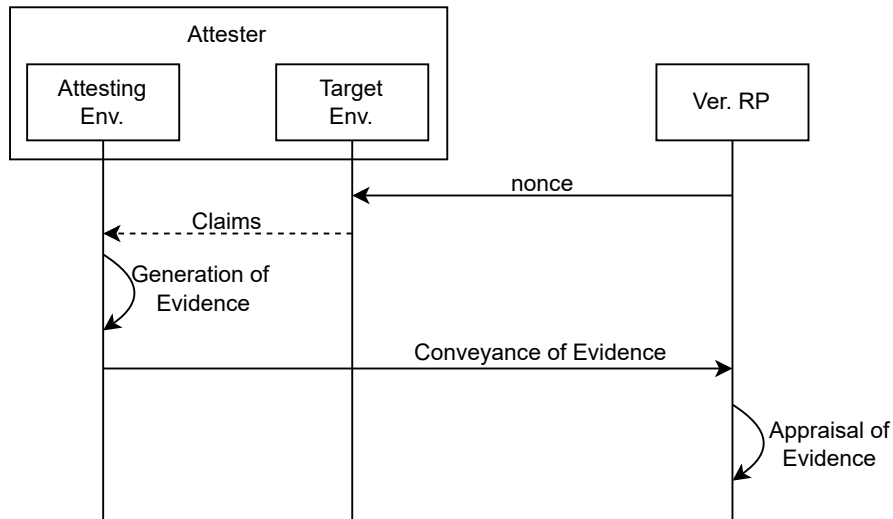 Attester
Attesting
Env.
Target
Env.
Ver. RP
nonce
Claims
Generation of
Evidence
Conveyance of Evidence
Appraisal of
Evidence